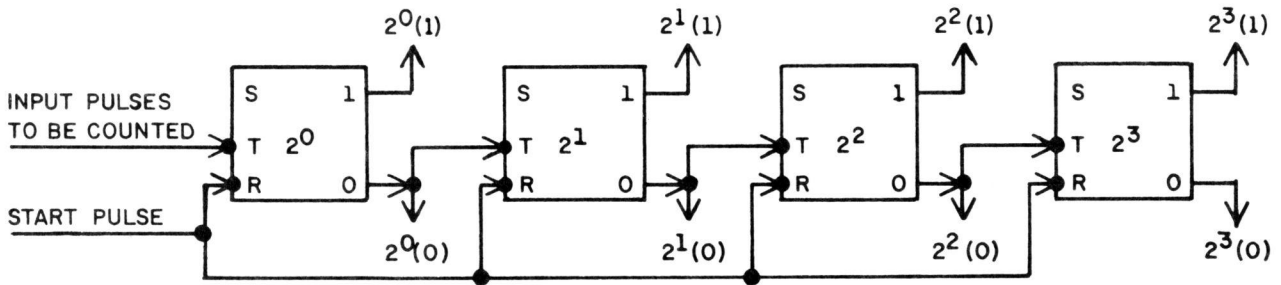 2⁰(1) 2¹(1) 2²(1) 2³(1)
S 1 S 1 S 1 S 1
INPUT PULSES
TO BE COUNTED
T 2⁰ T 2¹ T 2² T 2³
R 0 R 0 R 0 R 0
START PULSE
2⁰(0) 2¹(0) 2²(0) 2³(0)